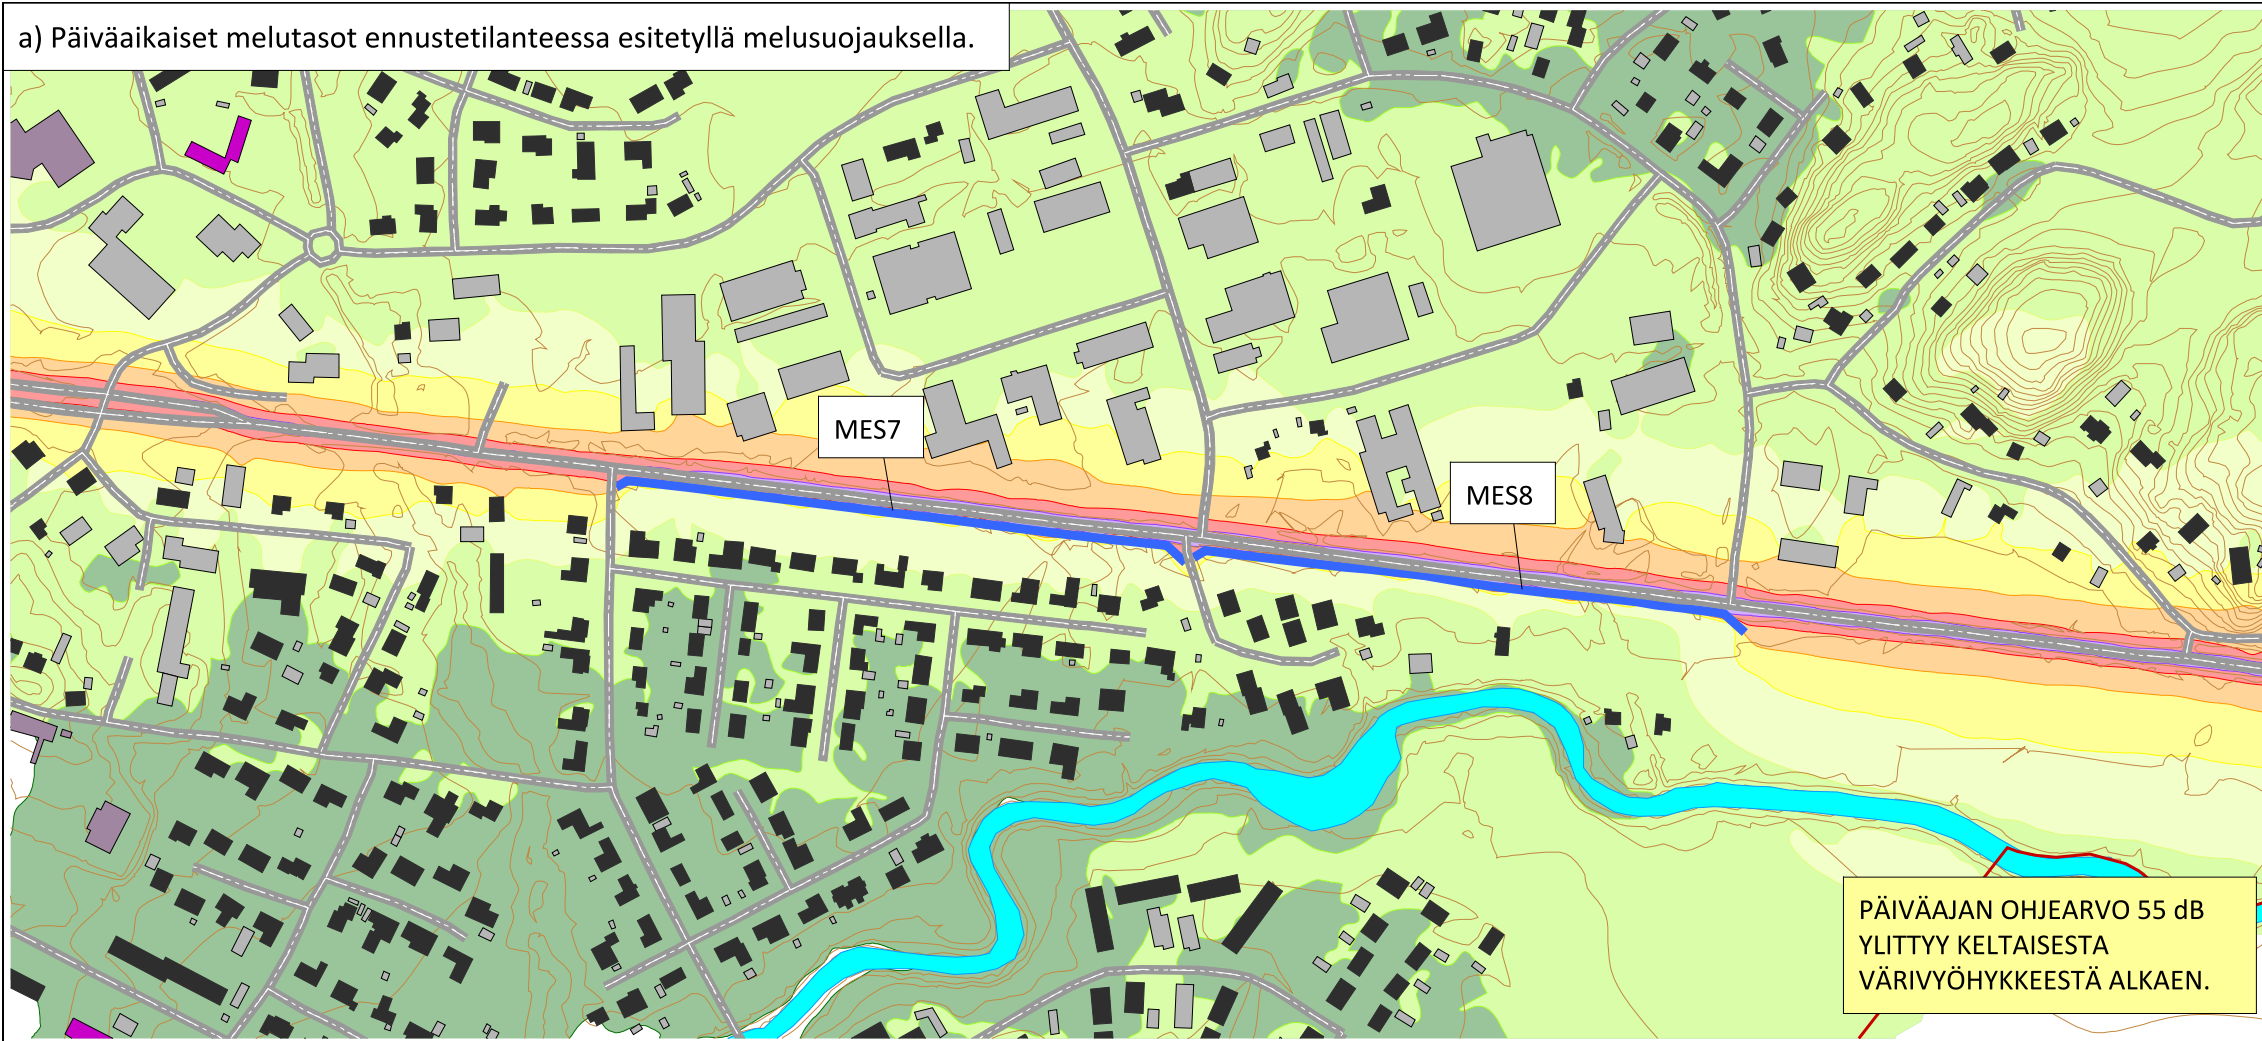 a) Päiväaikaiset melutasot ennustetilanteessa esitetyllä melusuojauksella.
MES7
MES8
PÄIVÄAJAN OHJEARVO 55 dB
YLITTYY KELTAISESTA
VÄRIVYÖHYKKEESTÄ ALKAEN.